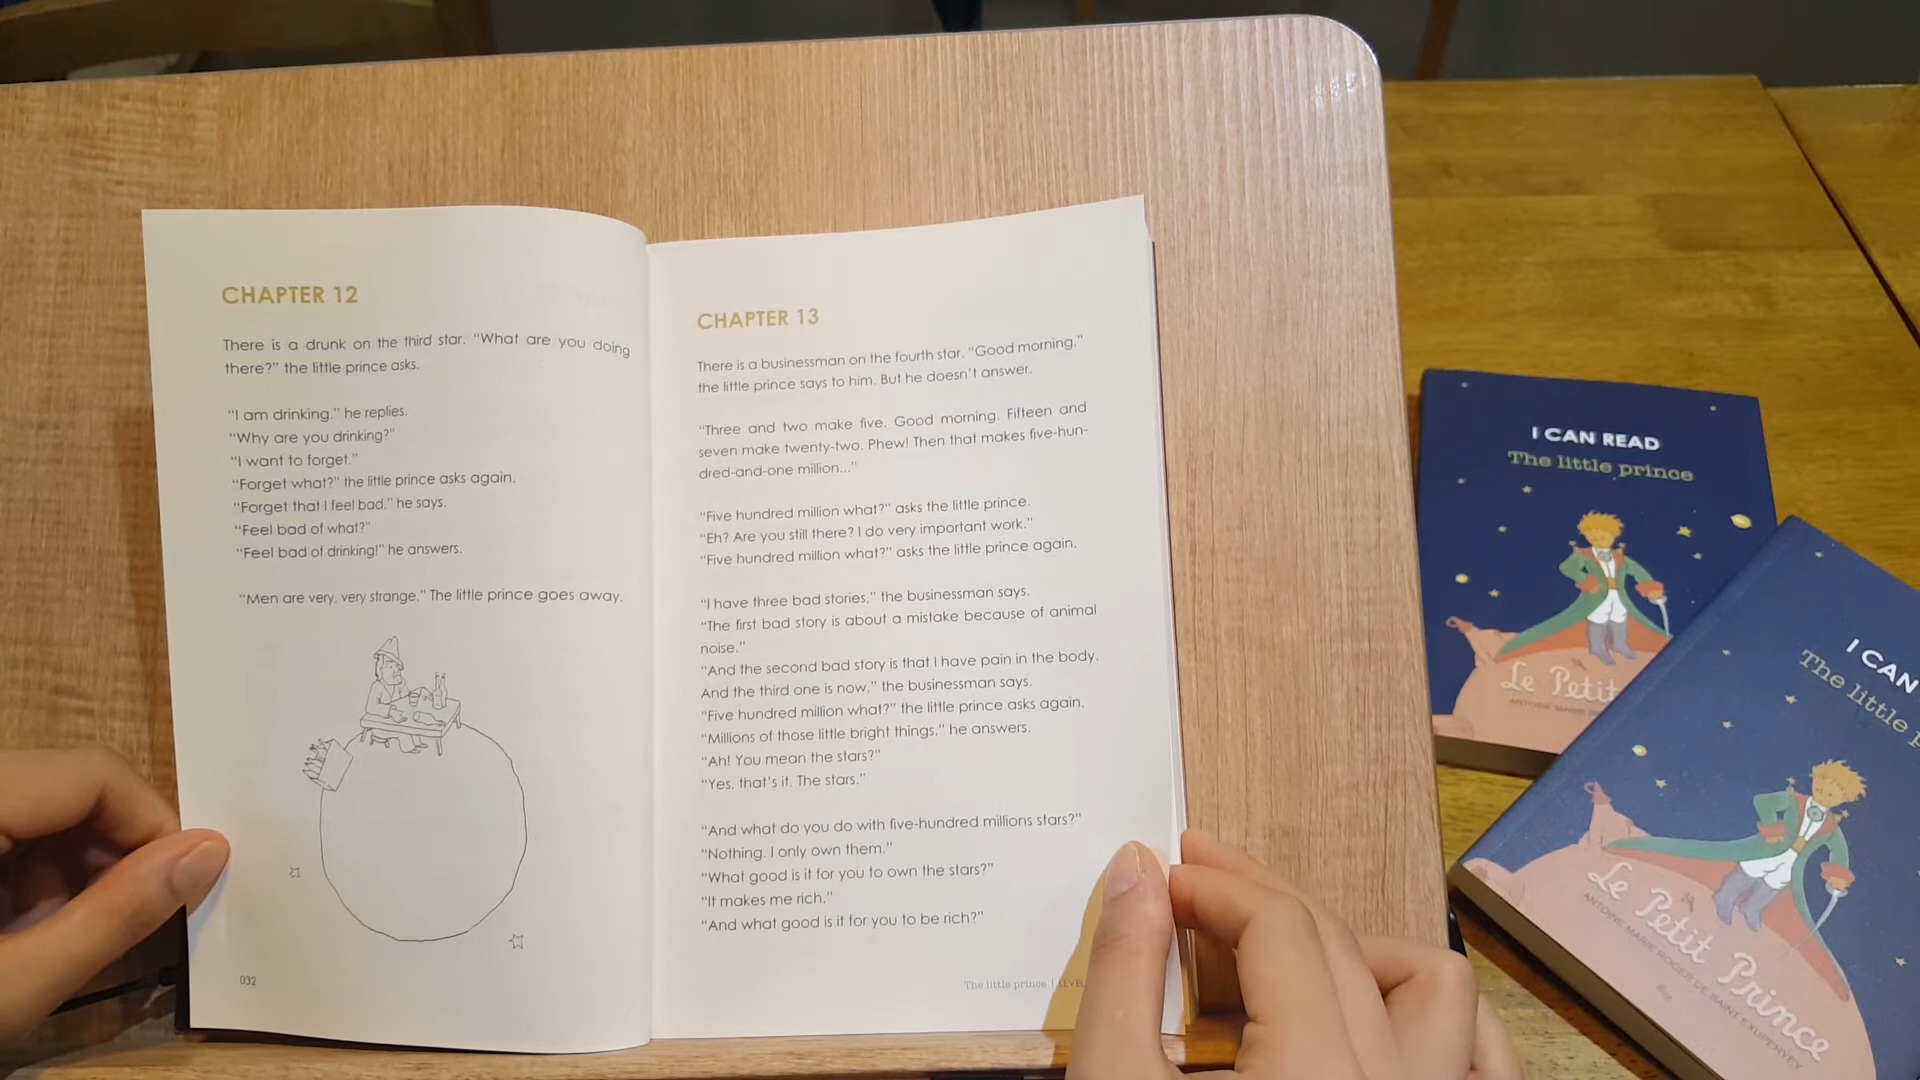 CHAPTER 12
There is a drunk on the third star. “What are you doing
there?” the little prince asks.
“I am drinking,” he replies.
“Why are you drinking?”
“I want to forget.”
“Forget what?” the little prince asks again.
“Forget that I feel bad,” he says.
“Feel bad of what?”
“Feel bad of drinking!” he answers.
“Men are very, very strange.” The little prince goes away.
032
CHAPTER 13
There is a businessman on the fourth star. “Good morning,”
the little prince says to him. But he doesn’t answer.
“Three and two make five. Good morning. Fifteen and
seven make twenty-two. Phew! Then that makes five-hun-
dred-and-one million...”
“Five hundred million what?” asks the little prince.
“Eh? Are you still there? I do very important work.”
“Five hundred million what?” asks the little prince again.
“I have three bad stories,” the businessman says.
“The first bad story is about a mistake because of animal
noise.”
“And the second bad story is that I have pain in the body.
And the third one is now,” the businessman says.
“Five hundred million what?” the little prince asks again.
“Millions of those little bright things,” he answers.
“Ah! You mean the stars?”
“Yes, that’s it. The stars.”
“And what do you do with five-hundred millions stars?”
“Nothing. I only own them.”
“What good is it for you to own the stars?”
“It makes me rich.”
“And what good is it for you to be rich?”
The little prince | LEVEL
I CAN READ
The little prince
Le Petit
ANTOINE MARIE
I CAN
The little
Le Petit Prince
ANTOINE MARIE ROGER DE SAINT EXUPERYEY